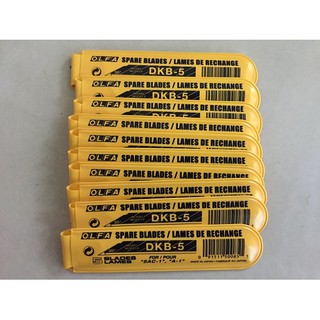 OLFA SPARE BLADES / LAMES DE RECHANGE
DKB-5
OLFA SPARE BLADES / LAMES DE RECHANGE
DKB-5
OLFA SPARE BLADES / LAMES DE RECHANGE
DKB-5
OLFA SPARE BLADES / LAMES DE RECHANGE
OLFA SPARE BLADES / LAMES DE RECHANGE
OLFA SPARE BLADES / LAMES DE RECHANGE
OLFA SPARE BLADES / LAMES DE RECHANGE
OLFA SPARE BLADES / LAMES DE RECHANGE
DKB-5
OLFA SPARE BLADES / LAMES DE RECHANGE
DKB-5
BLADES
LAMES
FOR / POUR
"SAC-1", "A-1"